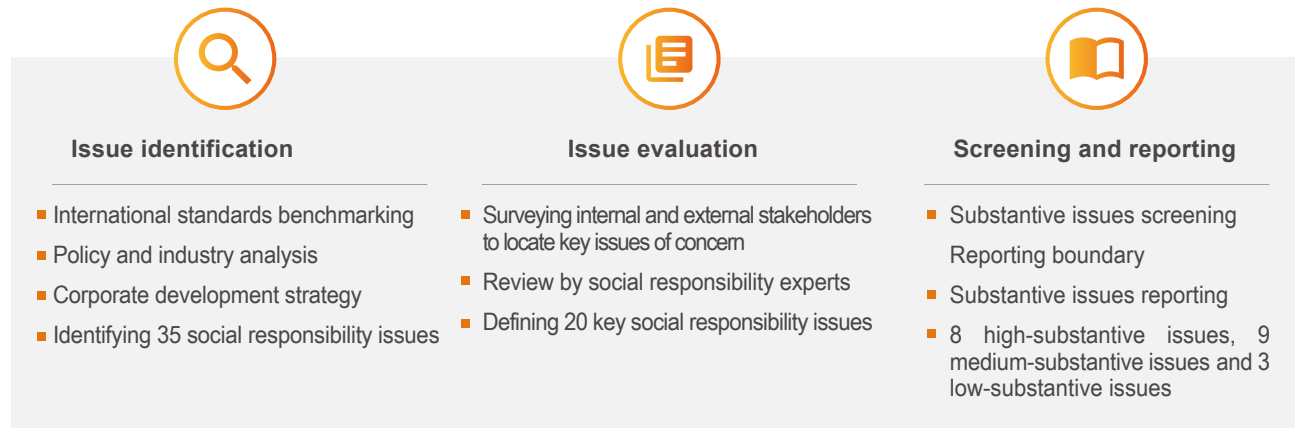 Issue identification
International standards benchmarking
Policy and industry analysis
Corporate development strategy
Identifying 35 social responsibility issues
Issue evaluation
Surveying internal and external stakeholders
to locate key issues of concern
Review by social responsibility experts
Defining 20 key social responsibility issues
Screening and reporting
Substantive issues screening
Reporting boundary
Substantive issues reporting
8 high-substantive issues, 9
medium-substantive issues and 3
low-substantive issues